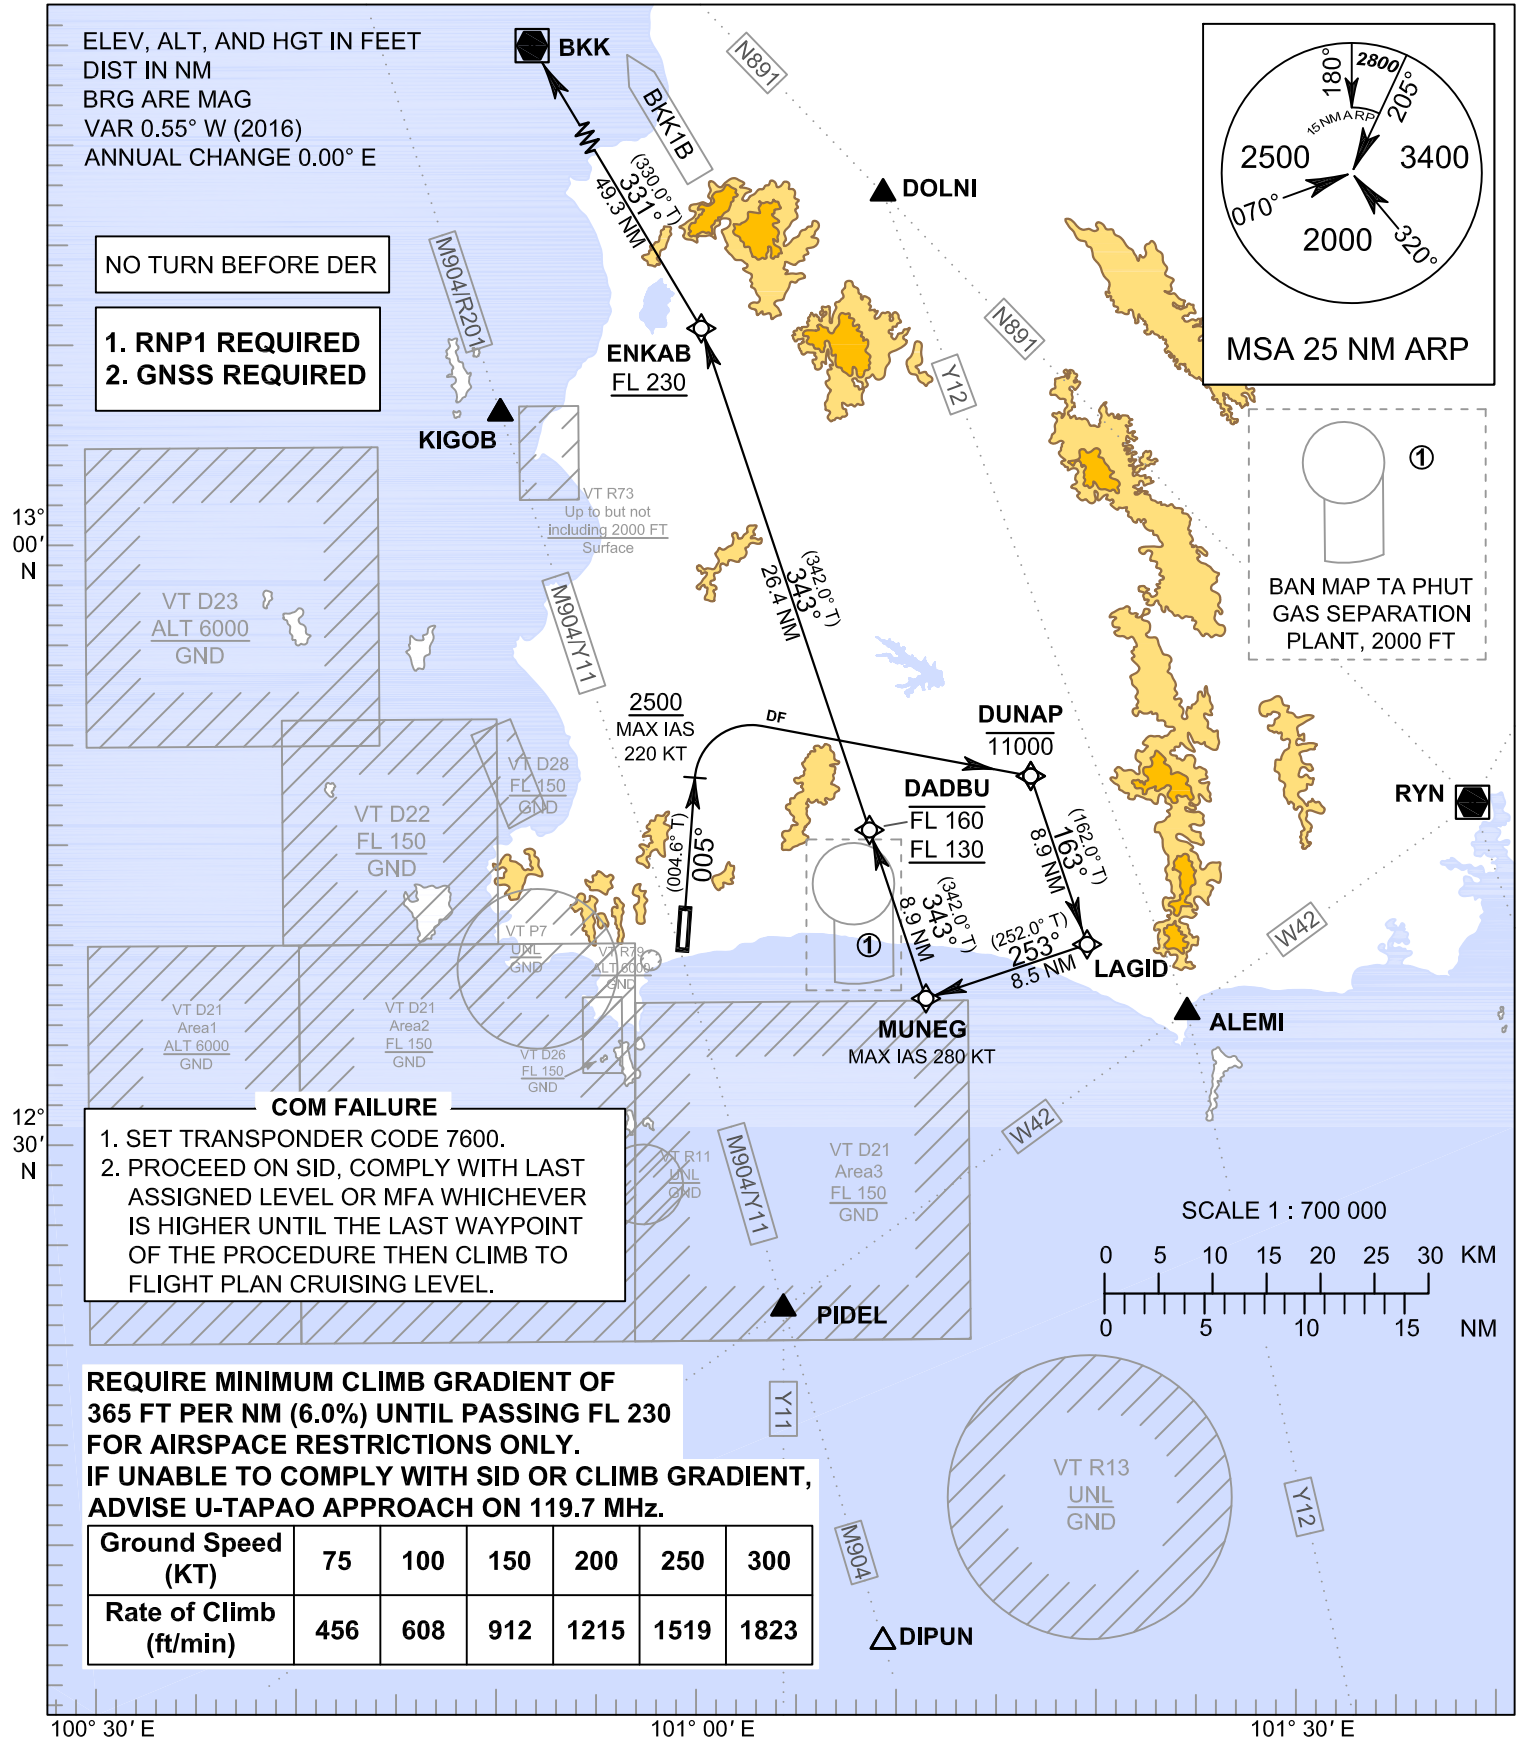 ELEV, ALT, AND HGT IN FEET
DIST IN NM
BRG ARE MAG
VAR 0.55° W (2016)
ANNUAL CHANGE 0.00° E
NO TURN BEFORE DER
1. RNP1 REQUIRED
2. GNSS REQUIRED
BKK
BKK1B
N891
DOLNI
180°
2800
205°
15 NM ARP
2500
3400
070°
2000
320°
MSA 25 NM ARP
(330.0° T)
331°
49.3 NM
M904/R201
ENKAB
FL 230
N891
Y12
KIGOB
VT R73
Up to but not
including 2000 FT
Surface
①
BAN MAP TA PHUT
GAS SEPARATION
PLANT, 2000 FT
13°
00'
N
VT D23
ALT 6000
GND
M904/Y11
(342.0° T)
343°
26.4 NM
2500
MAX IAS
220 KT
DF
DUNAP
11000
VT D28
FL 150
GND
VT D22
FL 150
GND
DADBU
FL 160
FL 130
RYN
(004.6° T)
005°
(162.0° T)
163°
8.9 NM
(342.0° T)
343°
8.9 NM
①
(252.0° T)
253°
8.5 NM
LAGID
W42
VT P7
UNL
GND
VT R79
ALT 6000
GND
VT D21
Area1
ALT 6000
GND
VT D21
Area2
FL 150
GND
VT D26
FL 150
GND
MUNEG
MAX IAS 280 KT
ALEMI
12°
30'
N
COM FAILURE
1. SET TRANSPONDER CODE 7600.
2. PROCEED ON SID, COMPLY WITH LAST
ASSIGNED LEVEL OR MFA WHICHEVER
IS HIGHER UNTIL THE LAST WAYPOINT
OF THE PROCEDURE THEN CLIMB TO
FLIGHT PLAN CRUISING LEVEL.
VT R11
UNL
GND
M904/Y11
VT D21
Area3
FL 150
GND
W42
SCALE 1 : 700 000
0 5 10 15 20 25 30 KM
0 5 10 15 NM
PIDEL
REQUIRE MINIMUM CLIMB GRADIENT OF
365 FT PER NM (6.0%) UNTIL PASSING FL 230
FOR AIRSPACE RESTRICTIONS ONLY.
IF UNABLE TO COMPLY WITH SID OR CLIMB GRADIENT,
ADVISE U-TAPAO APPROACH ON 119.7 MHz.
Y11
VT R13
UNL
GND
Y12
M904
Ground Speed
(KT)
75 100 150 200 250 300
Rate of Climb
(ft/min)
456 608 912 1215 1519 1823
DIPUN
100° 30' E
101° 00' E
101° 30' E